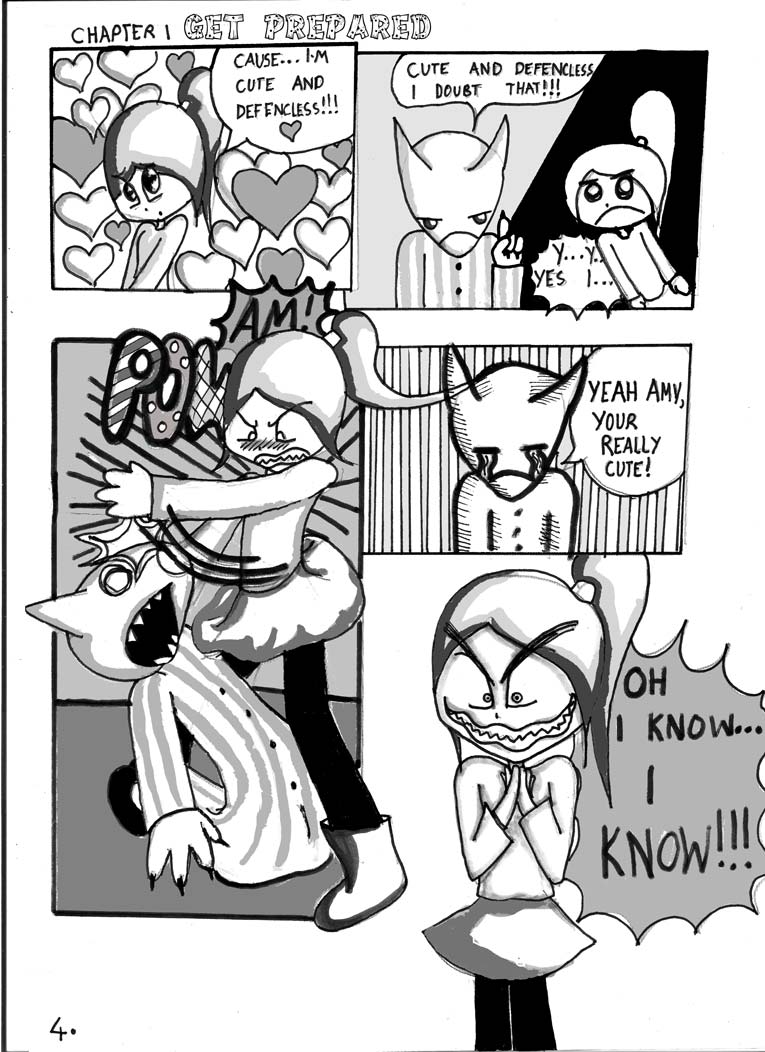 CHAPTER 1 GET PREPARED
CAUSE... I'M
CUTE AND
DEFENCLESS!!!
CUTE AND DEFENCLESS
I DOUBT THAT!!!
Y...Y..
YES I...
AM!
POW
YEAH AMY,
YOUR
REALLY
CUTE!
OH
I KNOW...
I
KNOW!!!
4.